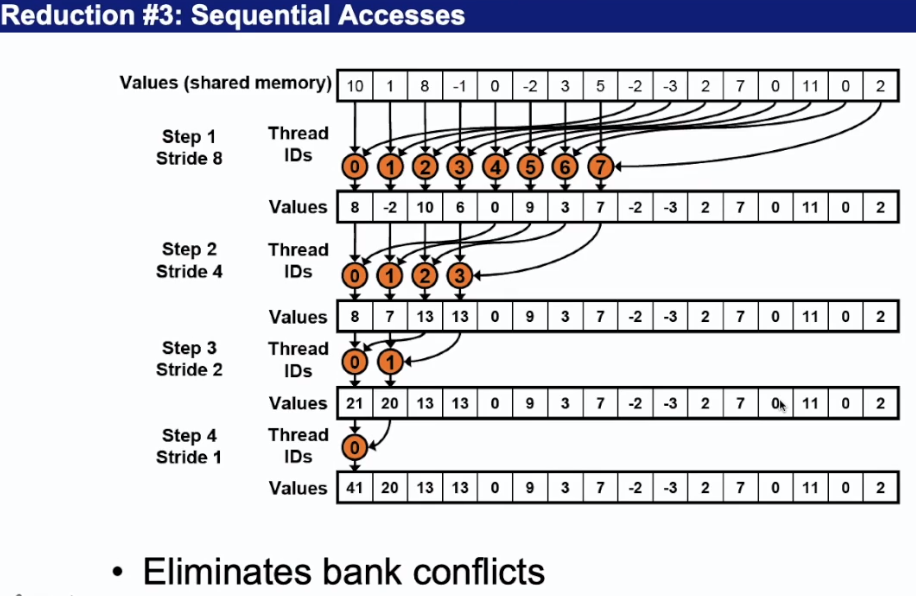 Reduction #3: Sequential Accesses
Values (shared memory) 10 1 8 -1 0 -2 3 5 -2 -3 2 7 0 11 0 2
Step 1
Stride 8
Thread
IDs
0 1 2 3 4 5 6 7
Values 8 -2 10 6 0 9 3 7 -2 -3 2 7 0 11 0 2
Step 2
Stride 4
Thread
IDs
0 1 2 3
Values 8 7 13 13 0 9 3 7 -2 -3 2 7 0 11 0 2
Step 3
Stride 2
Thread
IDs
0 1
Values 21 20 13 13 0 9 3 7 -2 -3 2 7 0 11 0 2
Step 4
Stride 1
Thread
IDs
0
Values 41 20 13 13 0 9 3 7 -2 -3 2 7 0 11 0 2
• Eliminates bank conflicts